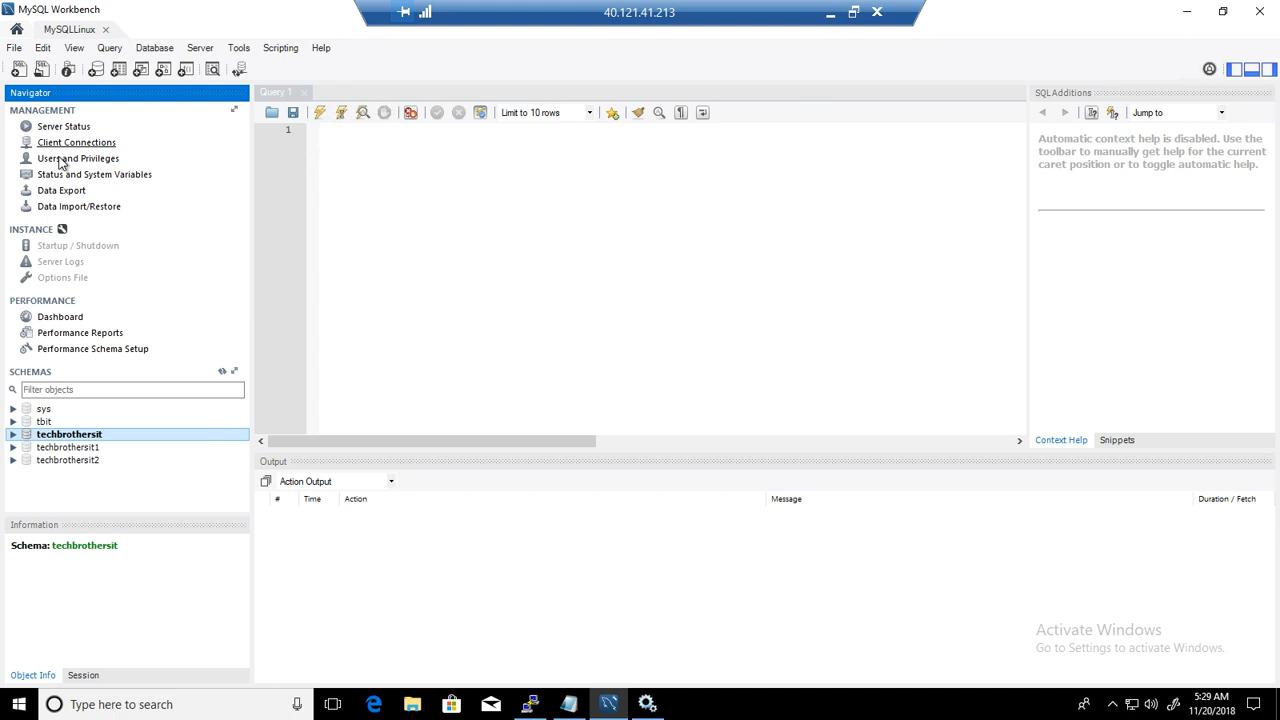 MySQL Workbench
40.121.41.213
MySQLLinux
File Edit View Query Database Server Tools Scripting Help
Navigator
MANAGEMENT
Server Status
Client Connections
Users and Privileges
Status and System Variables
Data Export
Data Import/Restore
INSTANCE
Startup / Shutdown
Server Logs
Options File
PERFORMANCE
Dashboard
Performance Reports
Performance Schema Setup
SCHEMAS
Filter objects
sys
tbit
techbrothersit
techbrothersit1
techbrothersit2
Information
Schema: techbrothersit
Object Info Session
Query 1
Limit to 10 rows
1
SQLAdditions
Jump to
Automatic context help is disabled. Use the
toolbar to manually get help for the current
caret position or to toggle automatic help.
Context Help Snippets
Output
Action Output
# Time Action Message Duration / Fetch
Activate Windows
Go to Settings to activate Windows.
Type here to search
5:29 AM
11/20/2018